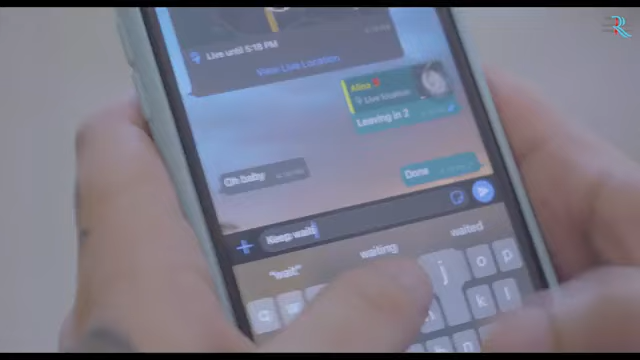 Live until 5:18 PM
View Live Location
Alina
Live location
Leaving in 2
Oh baby
Done
Keep wait
"wait"
waiting
waited
q
j
o
p
k
l
n
R